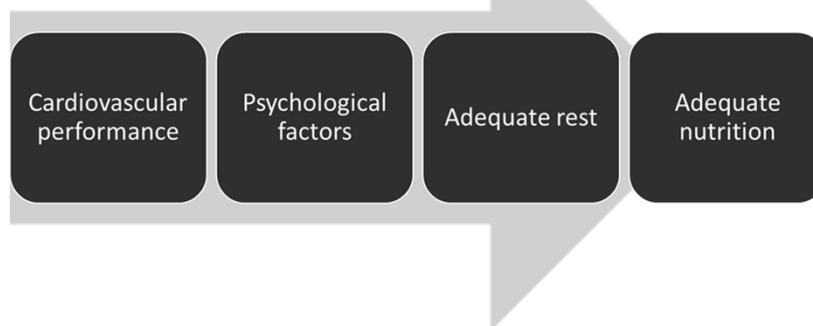 Cardiovascular
performance
Psychological
factors
Adequate rest
Adequate
nutrition